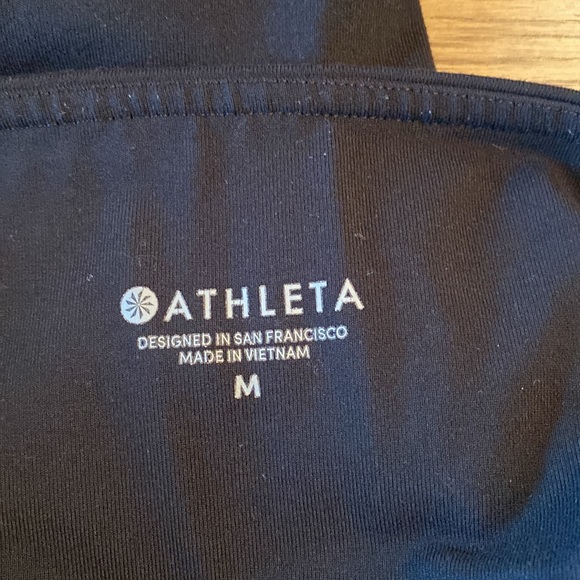 ATHLETA
DESIGNED IN SAN FRANCISCO
MADE IN VIETNAM
M